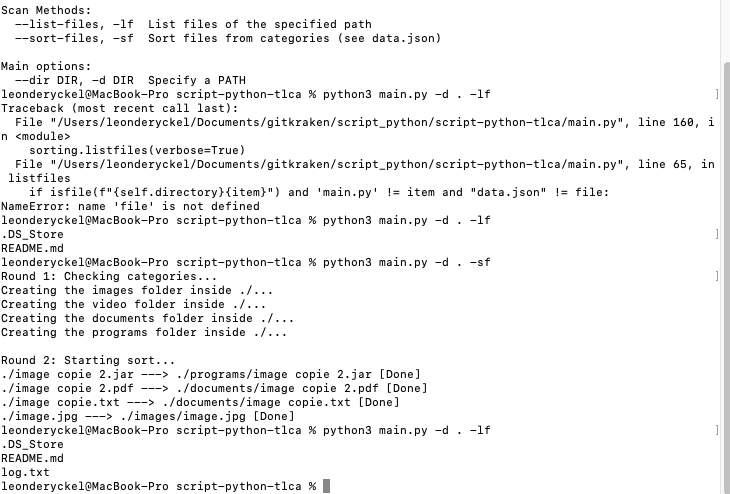 Scan Methods:
  --list-files, -lf  List files of the specified path
  --sort-files, -sf  Sort files from categories (see data.json)

Main options:
  --dir DIR, -d DIR  Specify a PATH
leonderyckel@MacBook-Pro script-python-tlca % python3 main.py -d . -lf ]
Traceback (most recent call last):
  File "/Users/leonderyckel/Documents/gitkraken/script_python/script-python-tlca/main.py", line 160, i
n <module>
    sorting.listfiles(verbose=True)
  File "/Users/leonderyckel/Documents/gitkraken/script_python/script-python-tlca/main.py", line 65, in
 listfiles
    if isfile(f"{self.directory}{item}") and 'main.py' != item and "data.json" != file:
NameError: name 'file' is not defined
leonderyckel@MacBook-Pro script-python-tlca % python3 main.py -d . -lf
.DS_Store ]
README.md
leonderyckel@MacBook-Pro script-python-tlca % python3 main.py -d . -sf
Round 1: Checking categories... ]
Creating the images folder inside ./...
Creating the video folder inside ./...
Creating the documents folder inside ./...
Creating the programs folder inside ./...

Round 2: Starting sort...
./image copie 2.jar ---> ./programs/image copie 2.jar [Done]
./image copie 2.pdf ---> ./documents/image copie 2.pdf [Done]
./image copie.txt ---> ./documents/image copie.txt [Done]
./image.jpg ---> ./images/image.jpg [Done]
leonderyckel@MacBook-Pro script-python-tlca % python3 main.py -d . -lf ]
.DS_Store
README.md
log.txt
leonderyckel@MacBook-Pro script-python-tlca %